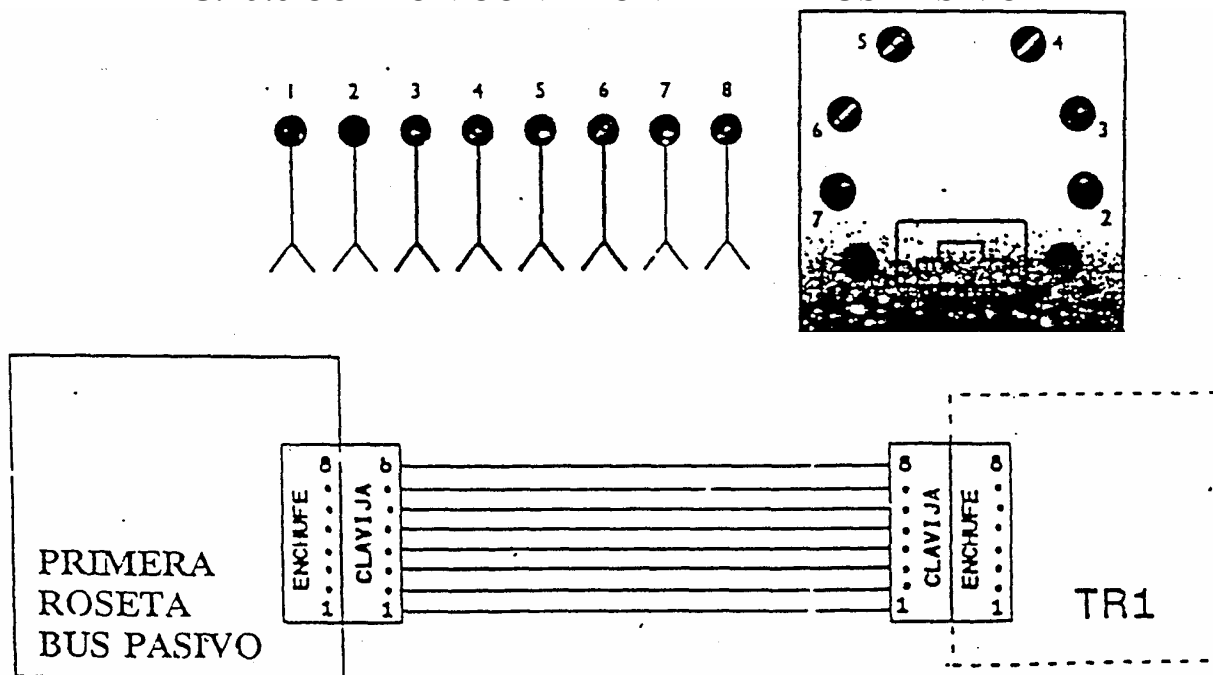 5 4
1 2 3 4 5 6 7 8
6 3
7 2
8 6 8 8
ENCHUFE CLAVIJA CLAVIJA ENCHUFE
1 1 1 1
PRIMERA
ROSETA
BUS PASIVO
TR1